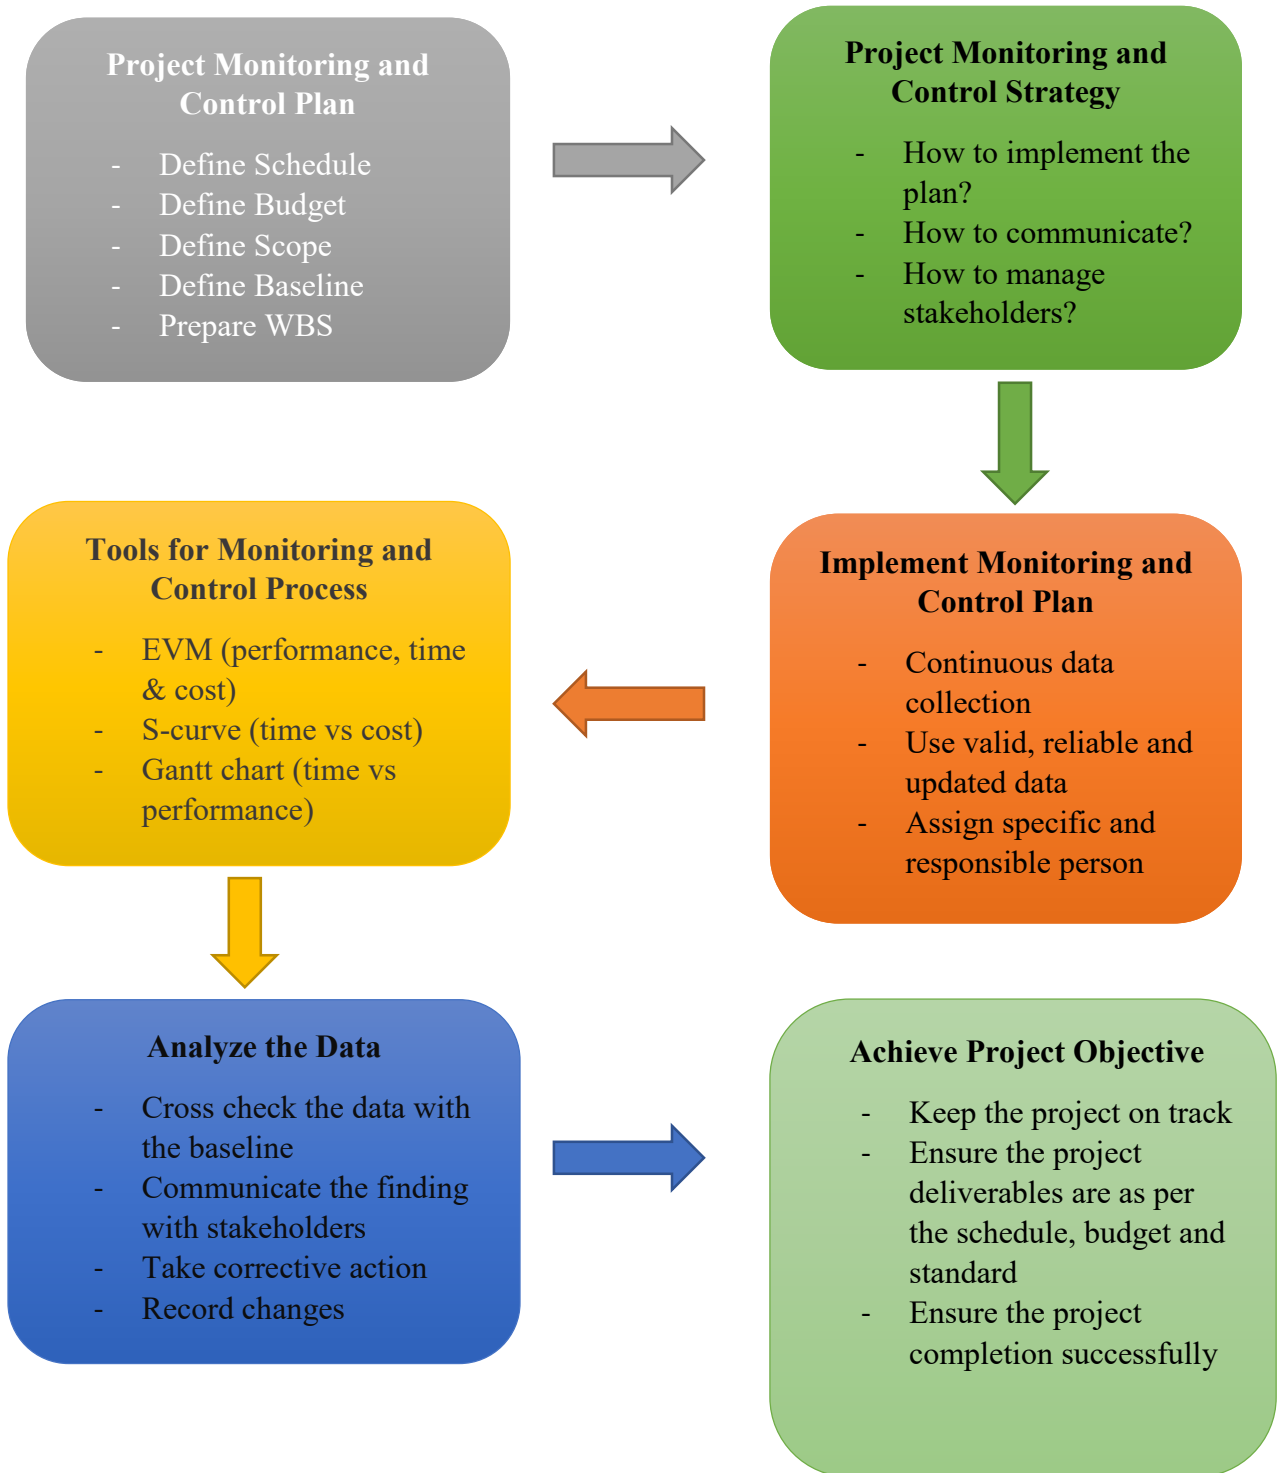 Project Monitoring and
Control Plan
- Define Schedule
- Define Budget
- Define Scope
- Define Baseline
- Prepare WBS
Project Monitoring and
Control Strategy
- How to implement the
plan?
- How to communicate?
- How to manage
stakeholders?
Implement Monitoring and
Control Plan
- Continuous data
collection
- Use valid, reliable and
updated data
- Assign specific and
responsible person
Tools for Monitoring and
Control Process
- EVM (performance, time
& cost)
- S-curve (time vs cost)
- Gantt chart (time vs
performance)
Analyze the Data
- Cross check the data with
the baseline
- Communicate the finding
with stakeholders
- Take corrective action
- Record changes
Achieve Project Objective
- Keep the project on track
- Ensure the project
deliverables are as per
the schedule, budget and
standard
- Ensure the project
completion successfully